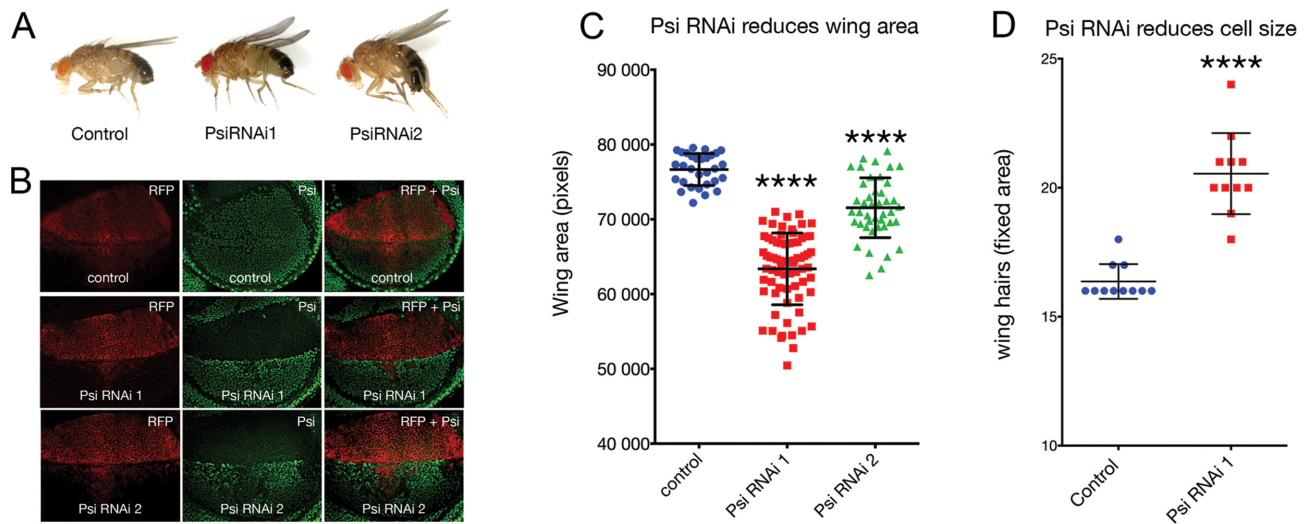 A
Control
PsiRNAi1
PsiRNAi2
B
RFP
Psi
RFP + Psi
control
control
control
RFP
Psi
RFP + Psi
Psi RNAi 1
Psi RNAi 1
Psi RNAi 1
RFP
Psi
RFP + Psi
Psi RNAi 2
Psi RNAi 2
Psi RNAi 2
C
Psi RNAi reduces wing area
Wing area (pixels)
90 000
80 000
70 000
60 000
50 000
40 000
****
****
control
Psi RNAi 1
Psi RNAi 2
D
Psi RNAi reduces cell size
wing hairs (fixed area)
25
20
15
10
****
Control
Psi RNAi 1